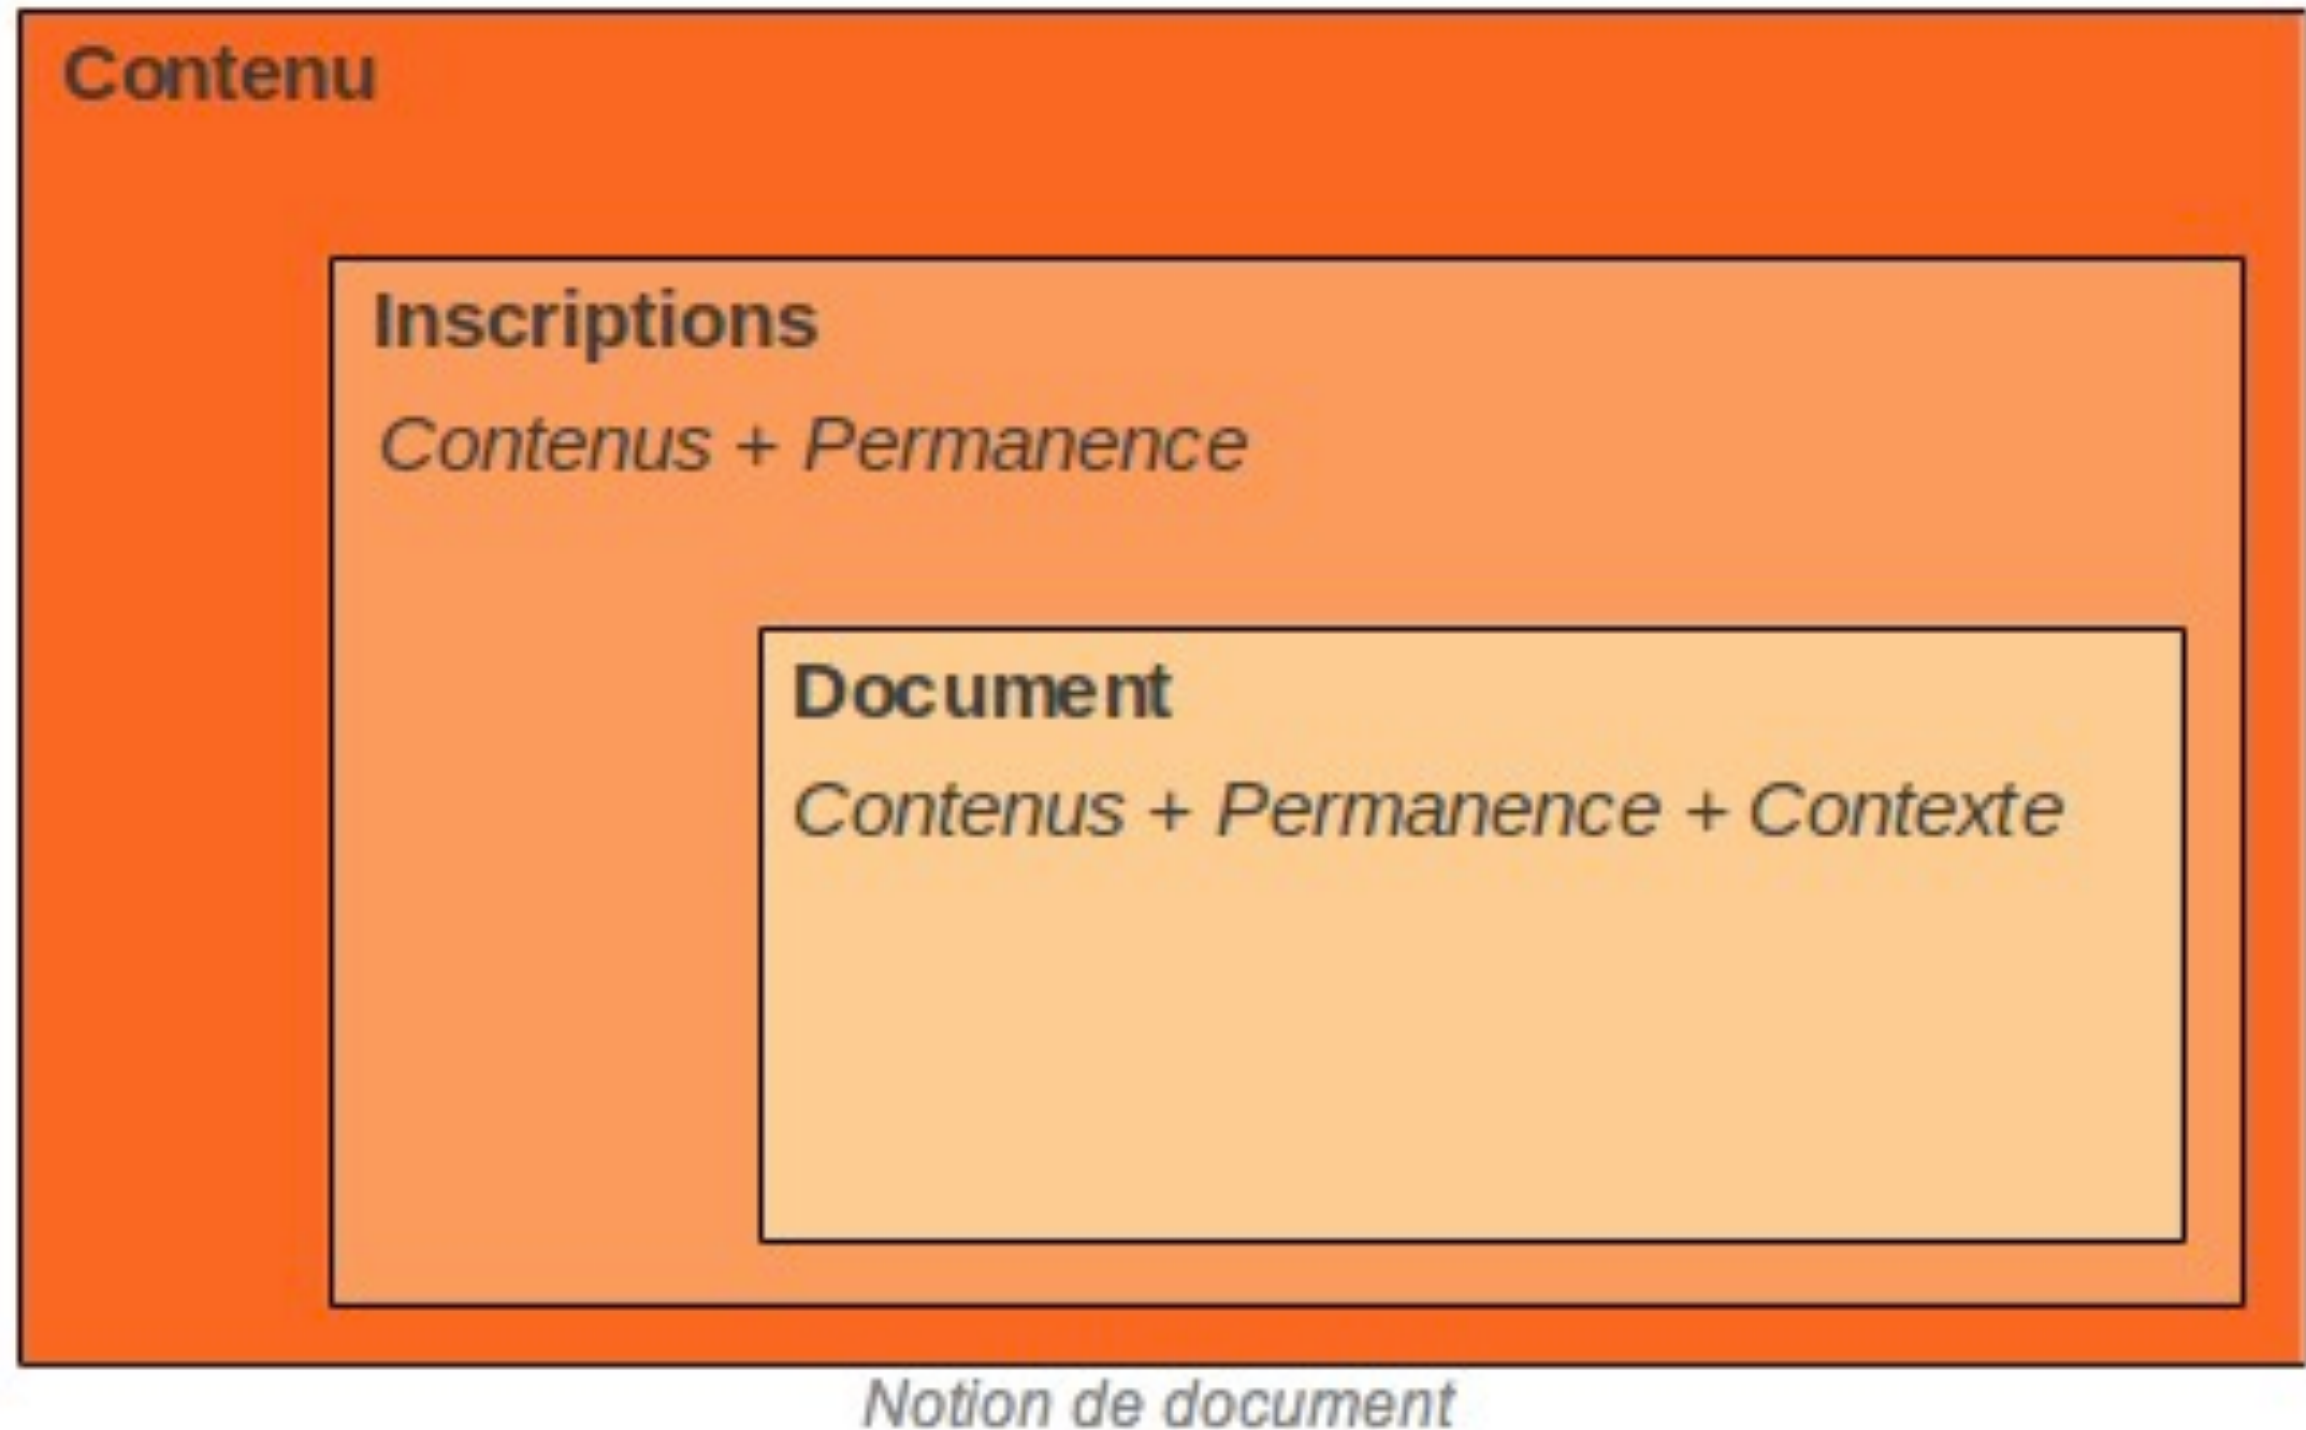 Contenu
Inscriptions
Contenus + Permanence
Document
Contenus + Permanence + Contexte
Notion de document